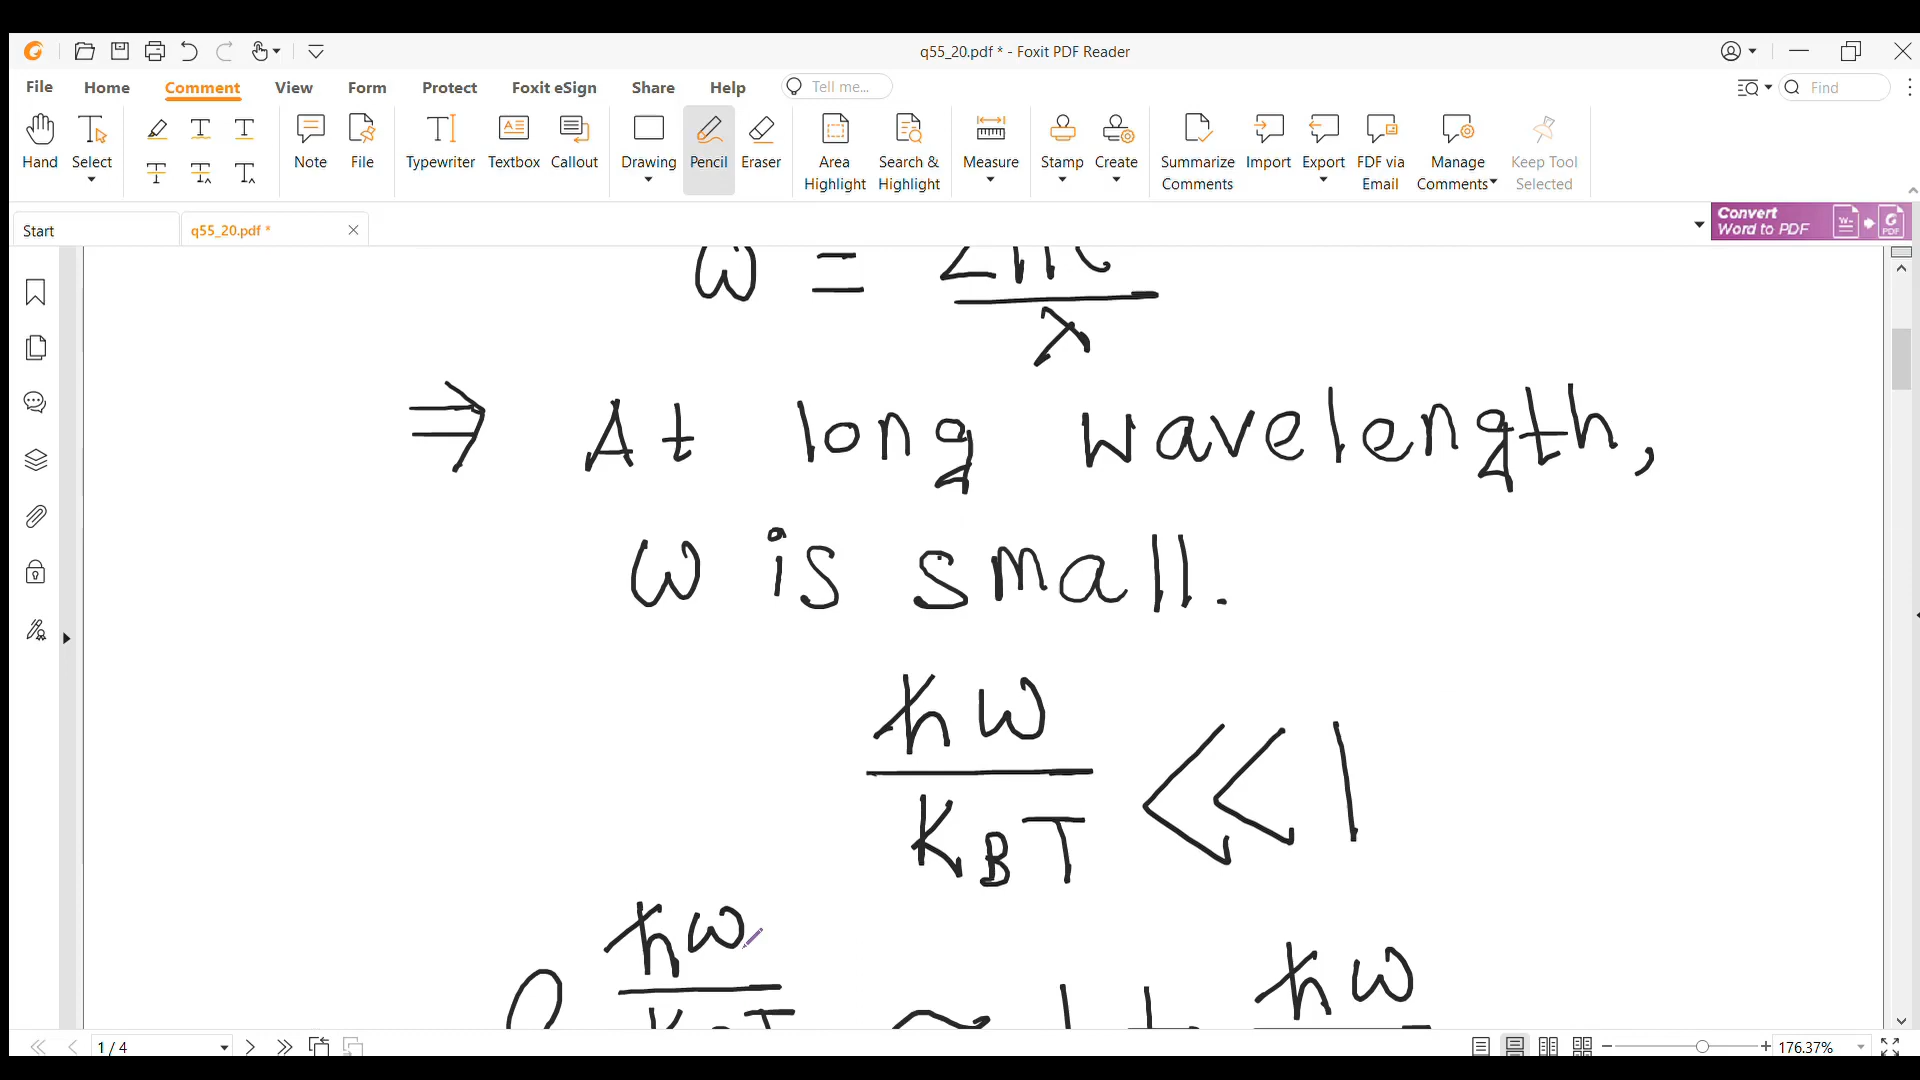 q55_20.pdf * - Foxit PDF Reader
File Home Comment View Form Protect Foxit eSign Share Help Tell me... Find
Hand Select Note File Typewriter Textbox Callout Drawing Pencil Eraser Area Highlight Search & Highlight Measure Stamp Create Summarize Comments Import Export FDF via Email Manage Comments Keep Tool Selected
Start q55_20.pdf *
Convert
Word to PDF
ω =
λ
⇒ At long wavelength,
ω is small.
ħω
K_B T << 1
ħω
ħω
1 / 4
176.37%